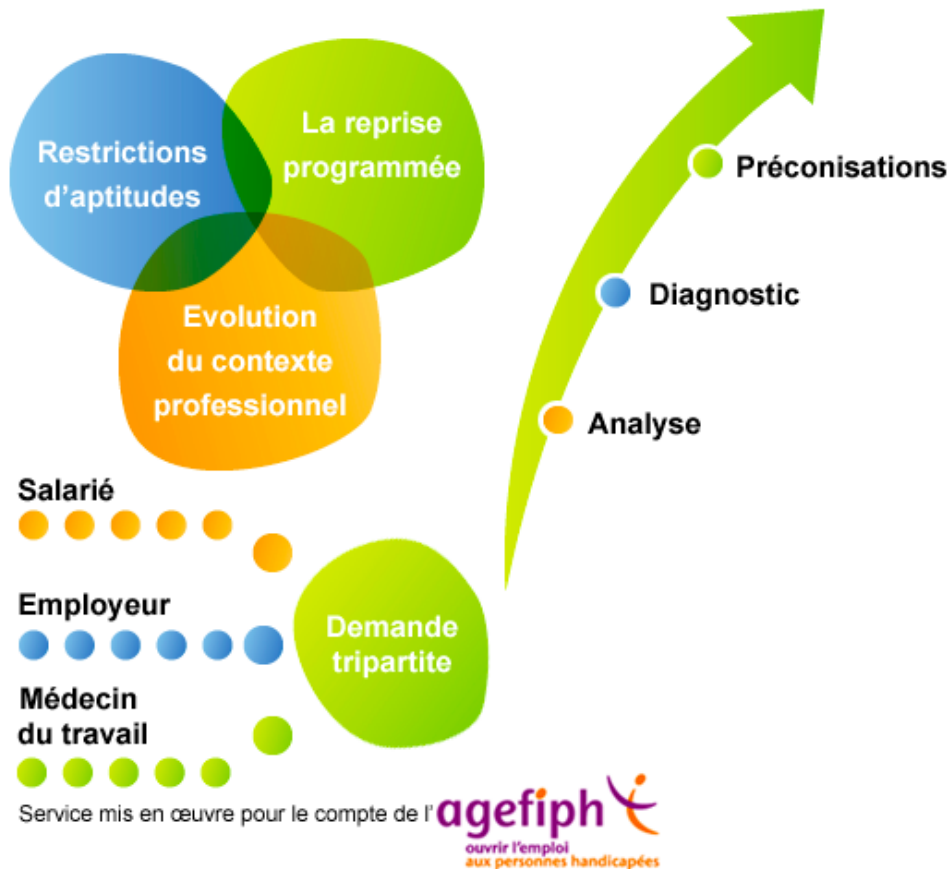 Restrictions
d'aptitudes
La reprise
programmée
Evolution
du contexte
professionnel
Préconisations
Diagnostic
Analyse
Salarié
Employeur
Médecin
du travail
Demande
tripartite
Service mis en œuvre pour le compte de l'
agefiph
ouvrir l'emploi
aux personnes handicapées